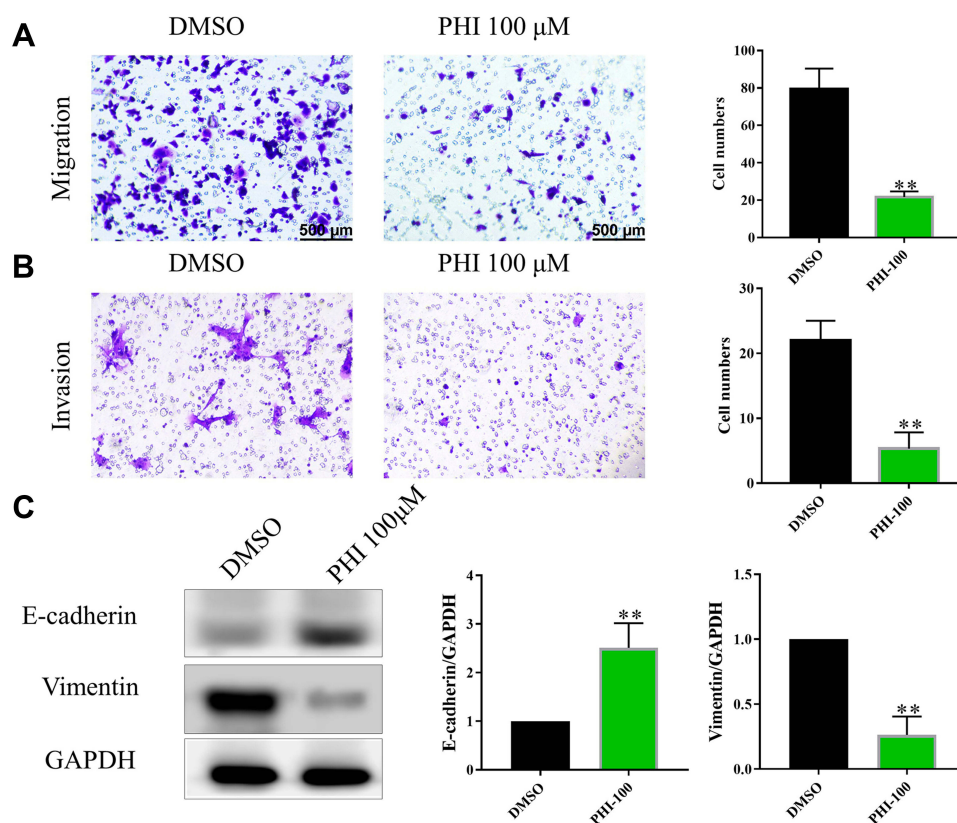 A
DMSO
PHI 100 μM
Migration
500 μm
500 μm
Cell numbers
100
80
60
40
20
0
**
DMSO
PHI-100
B
DMSO
PHI 100 μM
Invasion
Cell numbers
30
20
10
0
**
DMSO
PHI-100
C
DMSO
PHI 100μM
E-cadherin
Vimentin
GAPDH
E-cadherin/GAPDH
4
3
2
1
0
**
DMSO
PHI-100
Vimentin/GAPDH
1.5
1.0
0.5
0.0
**
DMSO
PHI-100